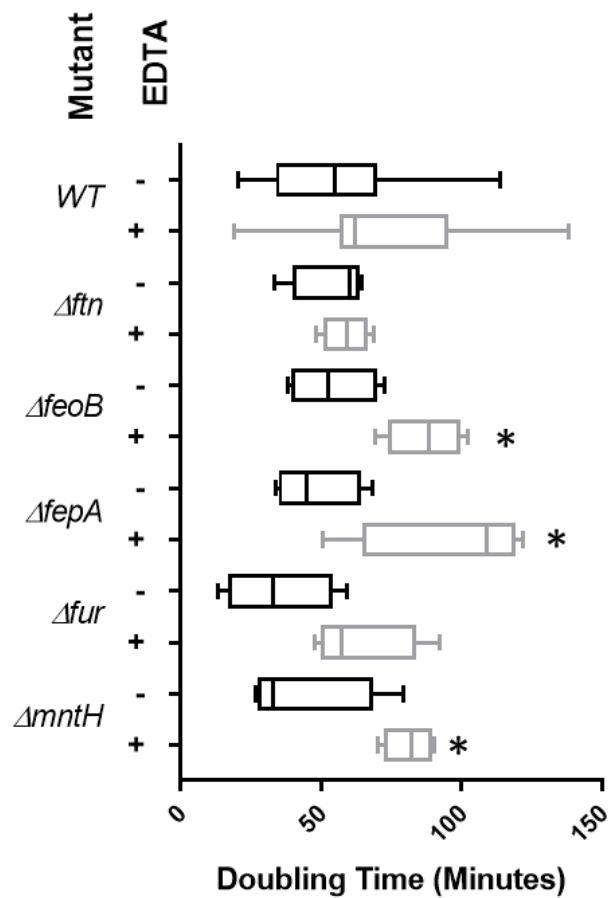 Mutant EDTA
WT -
+
Δftn -
+
ΔfeoB -
+ *
ΔfepA -
+ *
Δfur -
+
ΔmntH -
+ *
0 50 100 150
Doubling Time (Minutes)